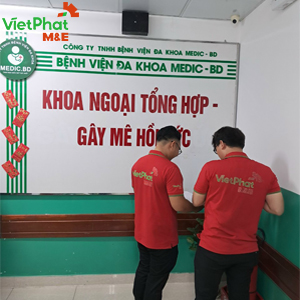 VietPhat
M&E
CÔNG TY TNHH BỆNH VIỆN ĐA KHOA MEDIC - BD
BỆNH VIỆN ĐA KHOA MEDIC-BD
MEDIC.BD
KHOA NGOẠI TỔNG HỢP -
GÂY MÊ HỒI
VietPhat
VietPhat